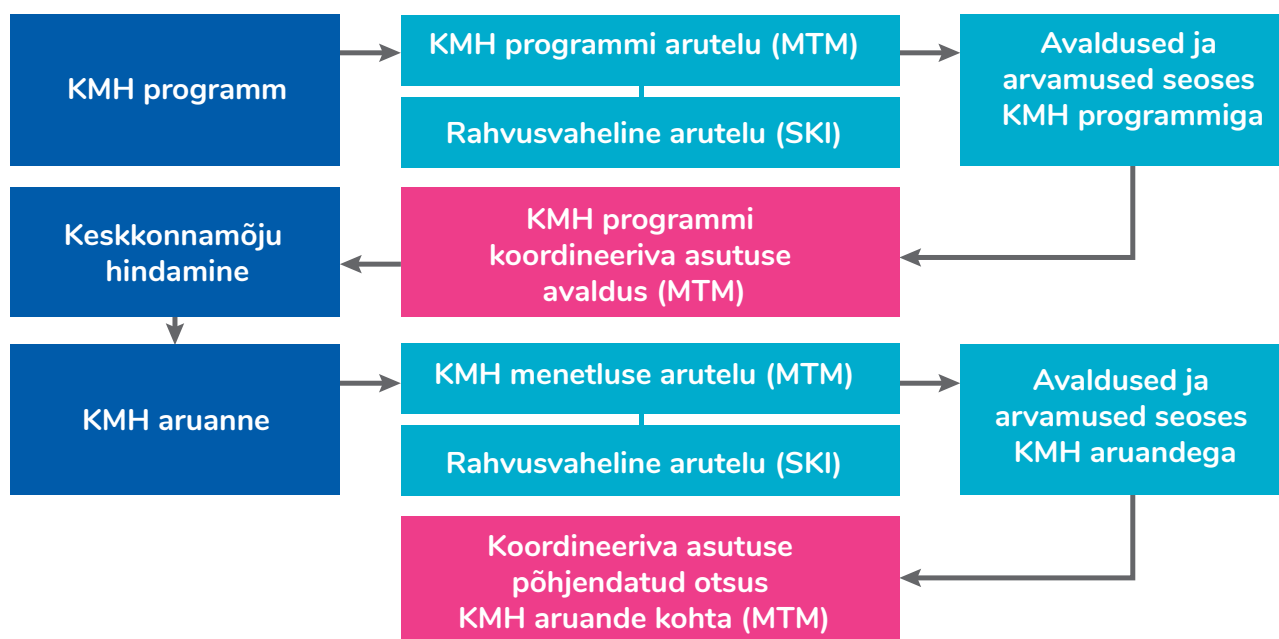 KMH programm
KMH programmi arutelu (MTM)
Rahvusvaheline arutelu (SKI)
Avaldused ja
arvamused seoses
KMH programmiga
Keskkonnamõju
hindamine
KMH programmi
koordineeriva asutuse
avaldus (MTM)
KMH aruanne
KMH menetluse arutelu (MTM)
Rahvusvaheline arutelu (SKI)
Avaldused ja
arvamused seoses
KMH aruandega
Koordineeriva asutuse
põhjendatud otsus
KMH aruande kohta (MTM)